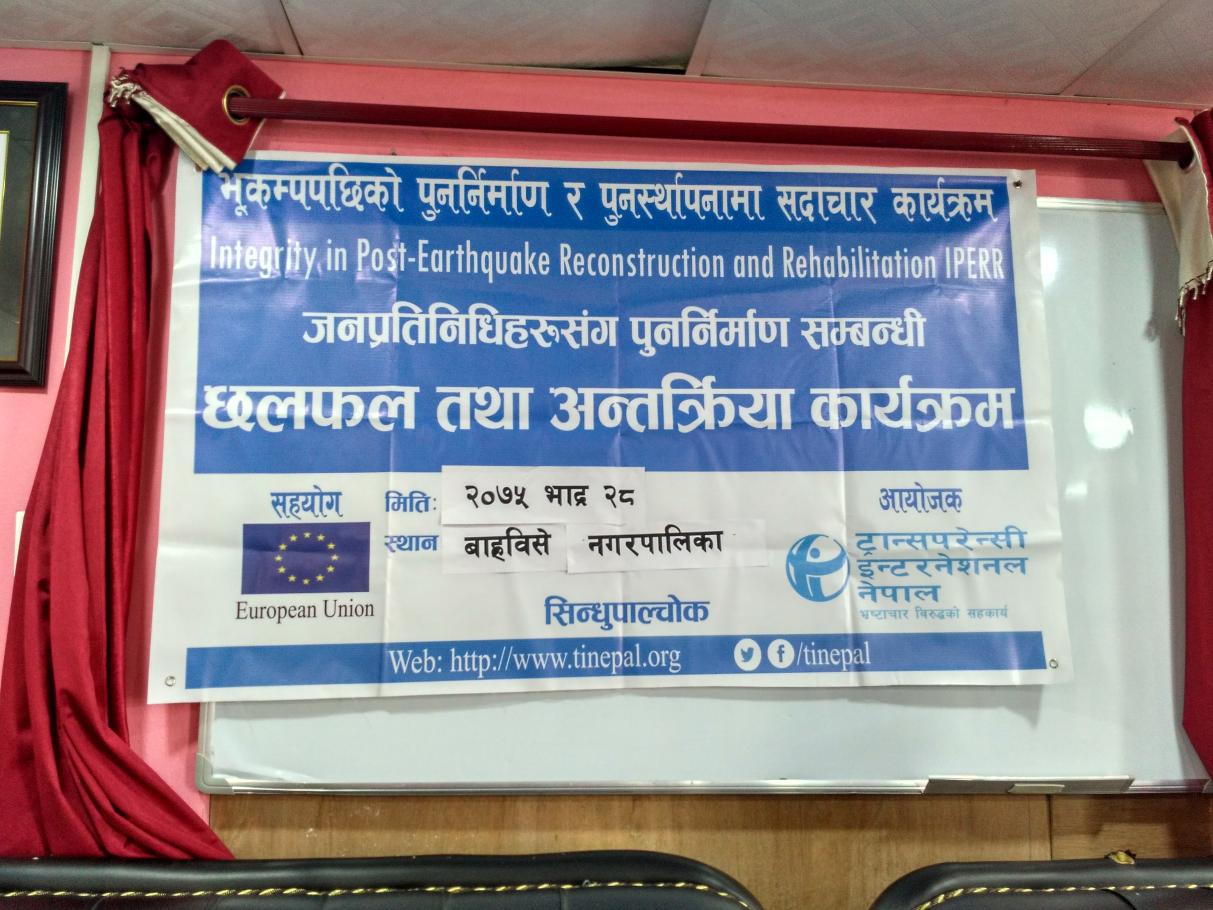 भूकम्पपछिको पुनर्निर्माण र पुनर्स्थापनामा सदाचार कार्यक्रम
Integrity in Post-Earthquake Reconstruction and Rehabilitation IPERR
जनप्रतिनिधिहरुसंग पुनर्निर्माण सम्बन्धी
छलफल तथा अन्तर्क्रिया कार्यक्रम
सहयोग
European Union
मिति: २०७५ भाद्र २८
स्थान बाह्रविसे नगरपालिका
सिन्धुपाल्चोक
आयोजक
ट्रान्सपरेन्सी
इन्टरनेशनल
नेपाल
भ्रष्टाचार बिरुद्धको सहकार्य
Web: http://www.tinepal.org /tinepal